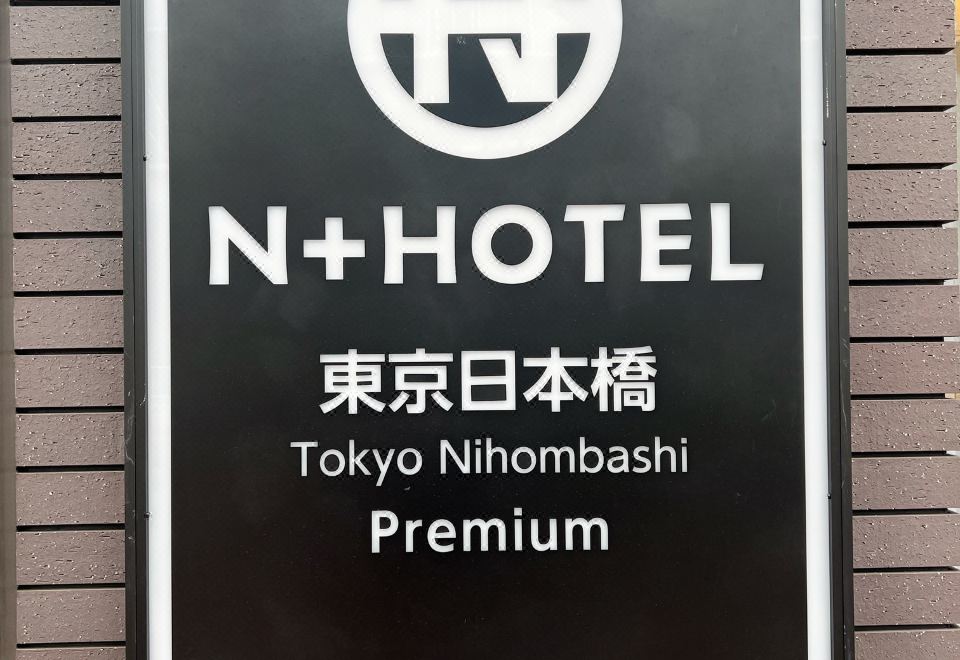 N
N+HOTEL
東京日本橋
Tokyo Nihombashi
Premium